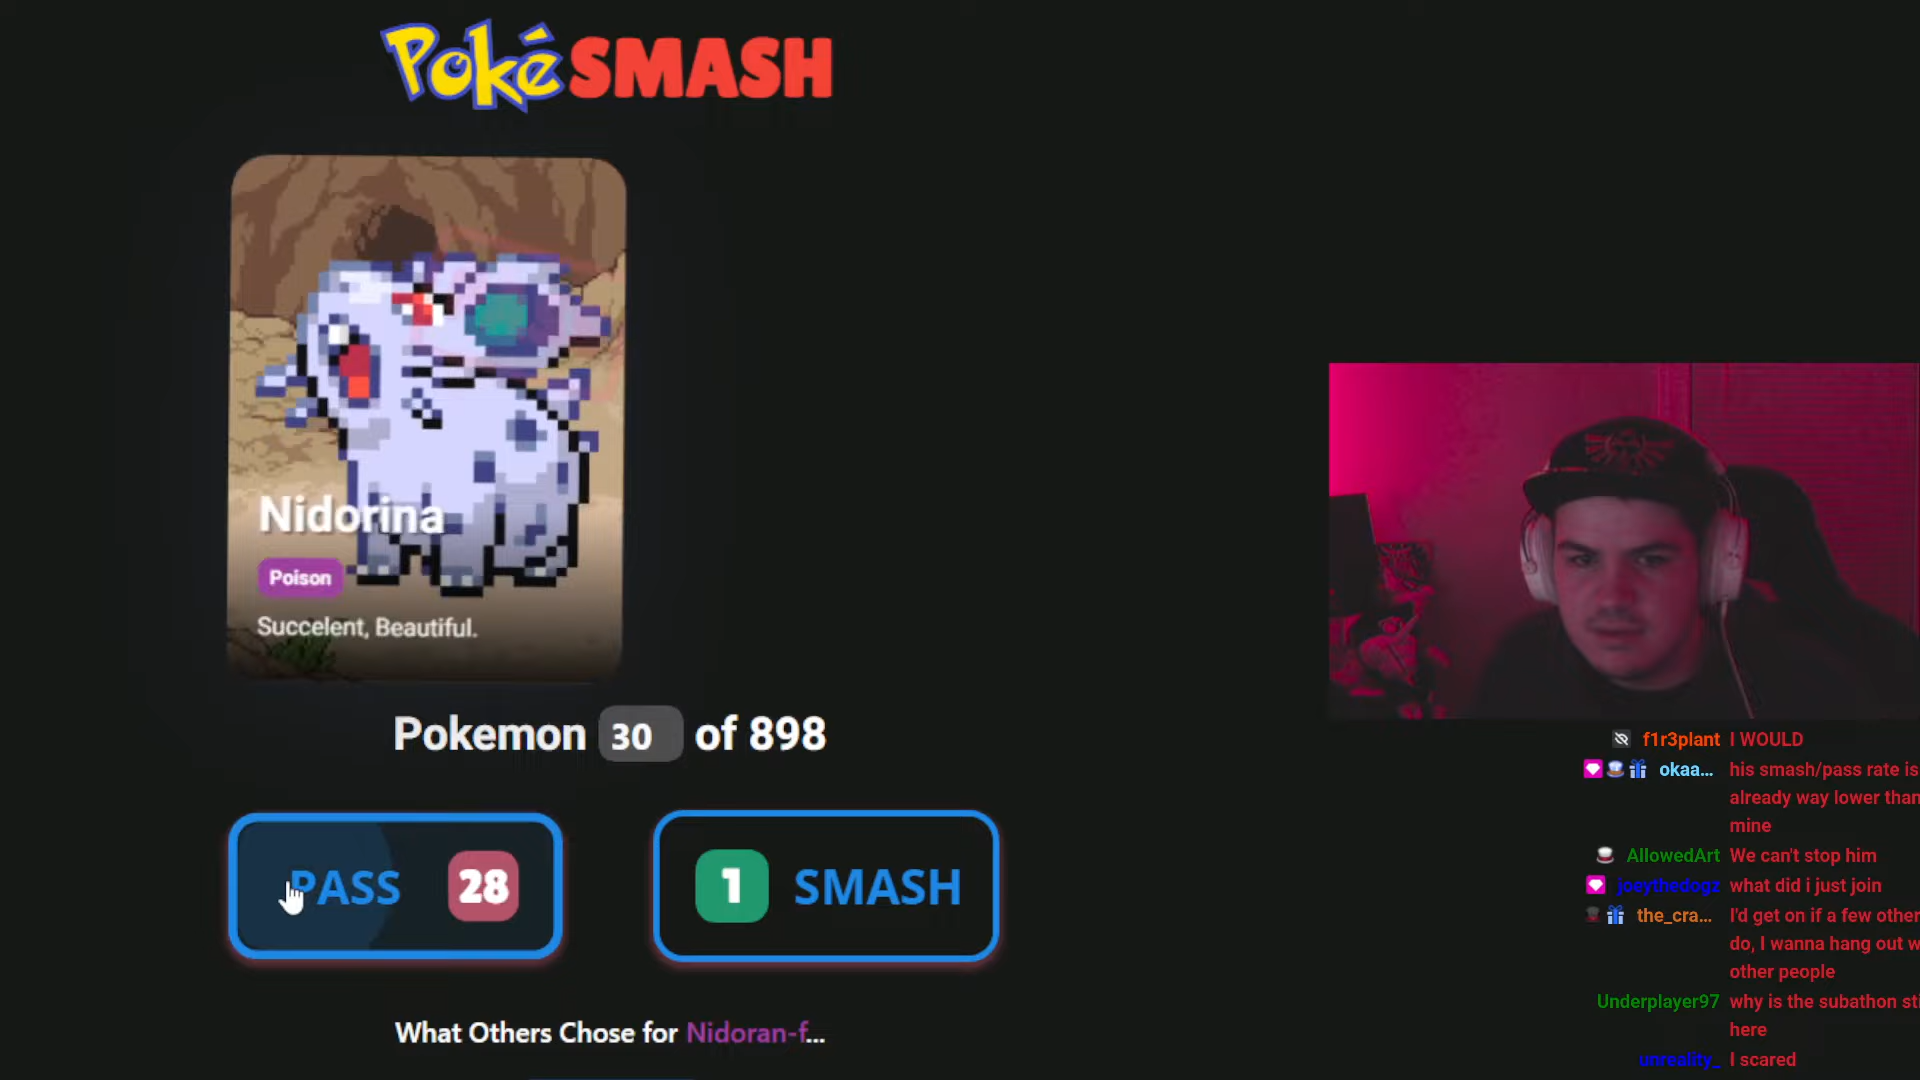 PokéSMASH
Nidorina
Poison
Succelent, Beautiful.
Pokemon 30 of 898
PASS 28
1 SMASH
What Others Chose for Nidoran-f...
f1r3plant I WOULD
okaa... his smash/pass rate is
already way lower than
mine
AllowedArt We can't stop him
joeythedogz what did i just join
the_cra... I'd get on if a few other
do, I wanna hang out w
other people
Underplayer97 why is the subathon sti
here
unreality_ I scared